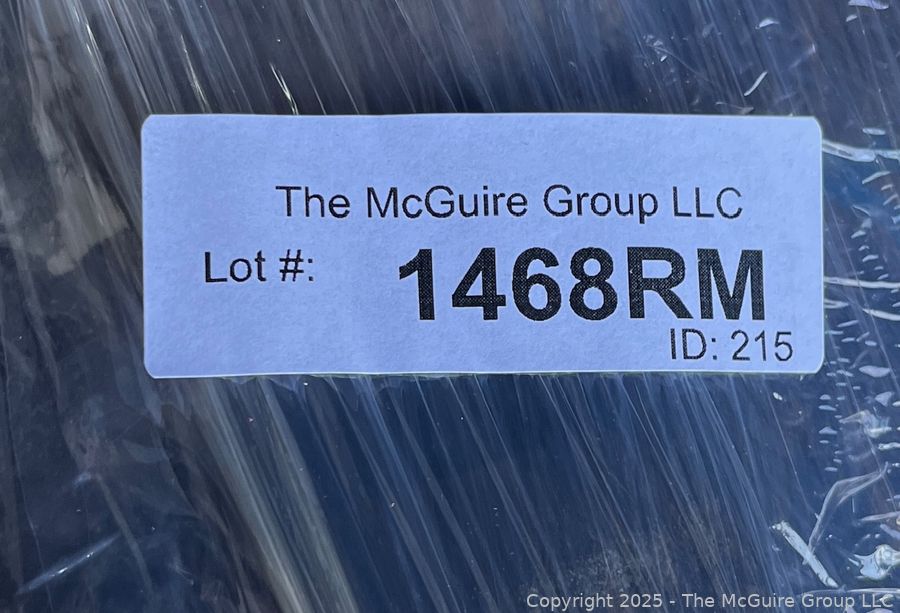 The McGuire Group LLC
Lot #: 1468RM
ID: 215
Copyright 2025 - The McGuire Group LLC